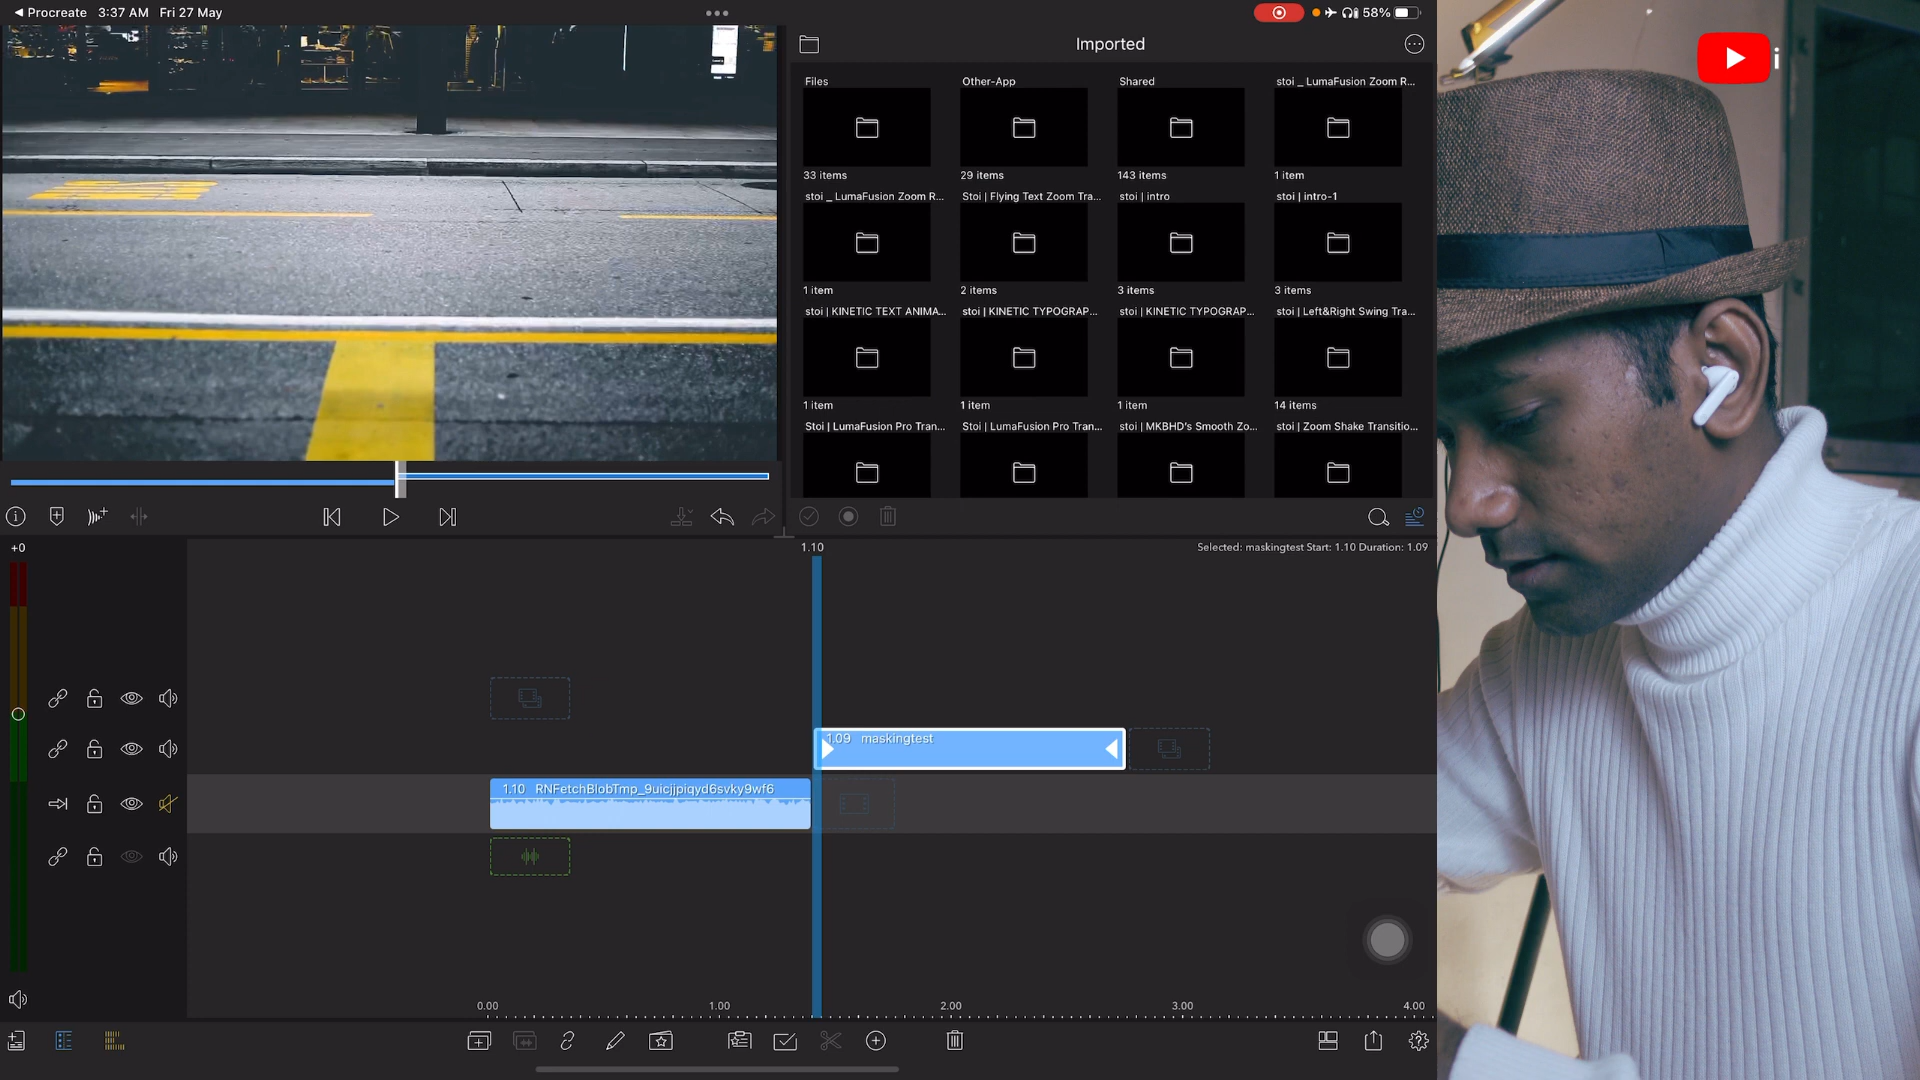 Procreate 3:37 AM Fri 27 May
58%
Imported
Files Other-App Shared stoi _ LumaFusion Zoom R...
33 items 29 items 143 items 1 item
stoi _ LumaFusion Zoom R... Stoi | Flying Text Zoom Tra... stoi | intro stoi | intro-1
1 item 2 items 3 items 3 items
stoi | KINETIC TEXT ANIMA... stoi | KINETIC TYPOGRAP... stoi | KINETIC TYPOGRAP... stoi | Left&Right Swing Tra...
1 item 1 item 1 item 14 items
Stoi | LumaFusion Pro Tran... Stoi | LumaFusion Pro Tran... stoi | MKBHD's Smooth Zo... stoi | Zoom Shake Transitio...
+0
1.10
Selected: maskingtest Start: 1.10 Duration: 1.09
1.09 maskingtest
1.10 RNFetchBlobTmp_9uicjjpiqyd6svky9wf6
0.00 1.00 2.00 3.00 4.00
i